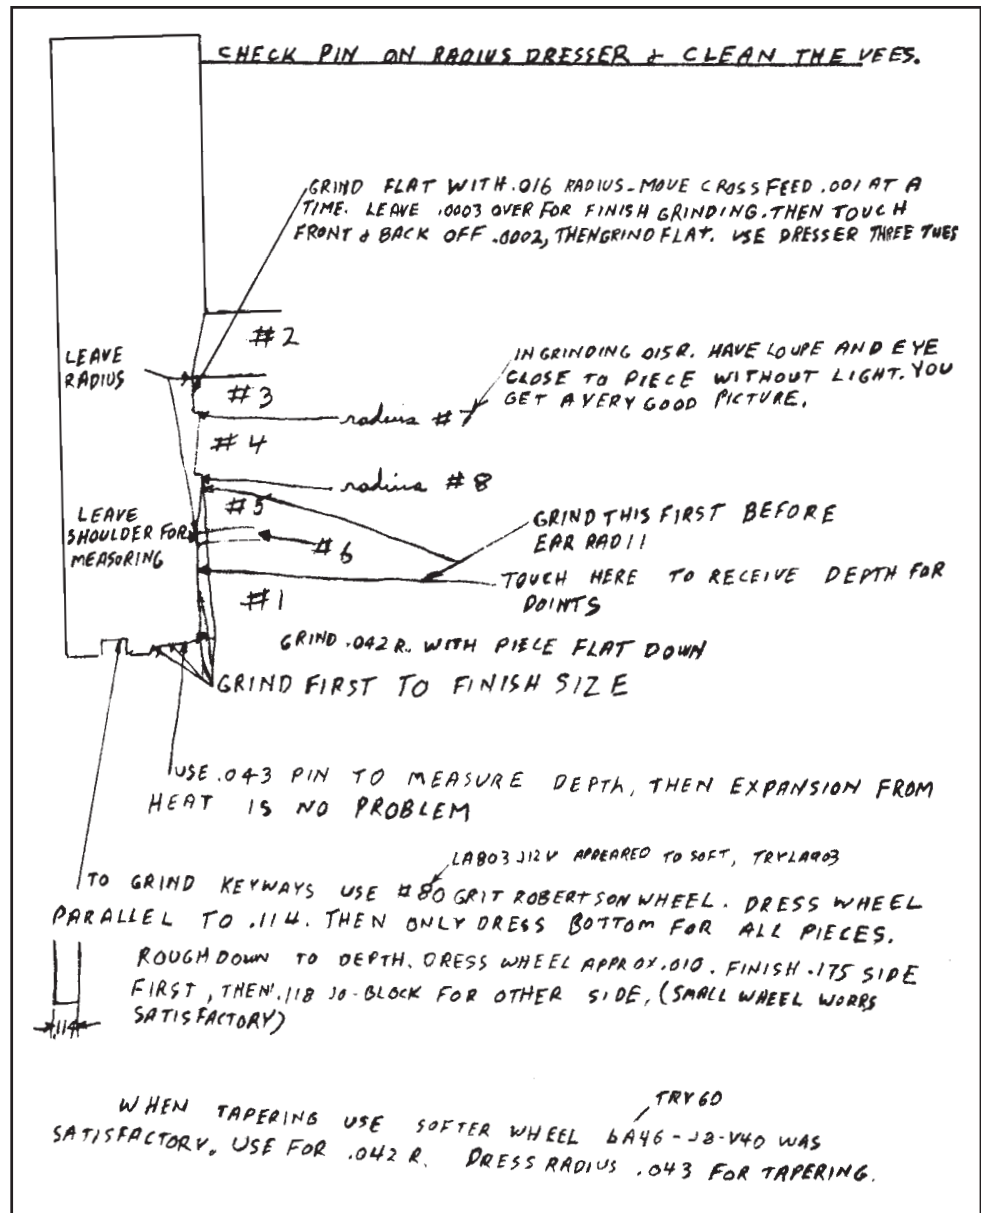 CHECK PIN ON RADIUS DRESSER & CLEAN THE VEES.
GRIND FLAT WITH .016 RADIUS-MOVE CROSSFEED .001 AT A
TIME. LEAVE .0003 OVER FOR FINISH GRINDING. THEN TOUCH
FRONT & BACK OFF .0002, THEN GRIND FLAT. USE DRESSER THREE
#2
LEAVE
RADIUS
#3
IN GRINDING 015R. HAVE LOUPE AND EYE
CLOSE TO PIECE WITHOUT LIGHT. YOU
GET A VERY GOOD PICTURE.
radius #7
#4
radius #8
#5
LEAVE
SHOULDER FOR
MEASORING
GRIND THIS FIRST BEFORE
EAR RADII
#6
TOUCH HERE TO RECEIVE DEPTH FOR
POINTS
#1
GRIND .042 R. WITH PIECE FLAT DOWN
GRIND FIRST TO FINISH SIZE
USE .043 PIN TO MEASURE DEPTH, THEN EXPANSION FROM
HEAT IS NO PROBLEM
LA803 J12V APPEARED TO SOFT, TRY LA903
TO GRIND KEYWAYS USE #80 GRIT ROBERTSON WHEEL. DRESS WHEEL
PARALLEL TO .114. THEN ONLY DRESS BOTTOM FOR ALL PIECES.
ROUGH DOWN TO DEPTH. DRESS WHEEL APPROX .010. FINISH .175 SIDE
FIRST, THEN .118 JO-BLOCK FOR OTHER SIDE, (SMALL WHEEL WORRS
SATISFACTORY)
.114
TRY 60
WHEN TAPERING USE SOFTER WHEEL 6A46-J8-V40 WAS
SATISFACTORY. USE FOR .042 R. DRESS RADIUS .043 FOR TAPERING.